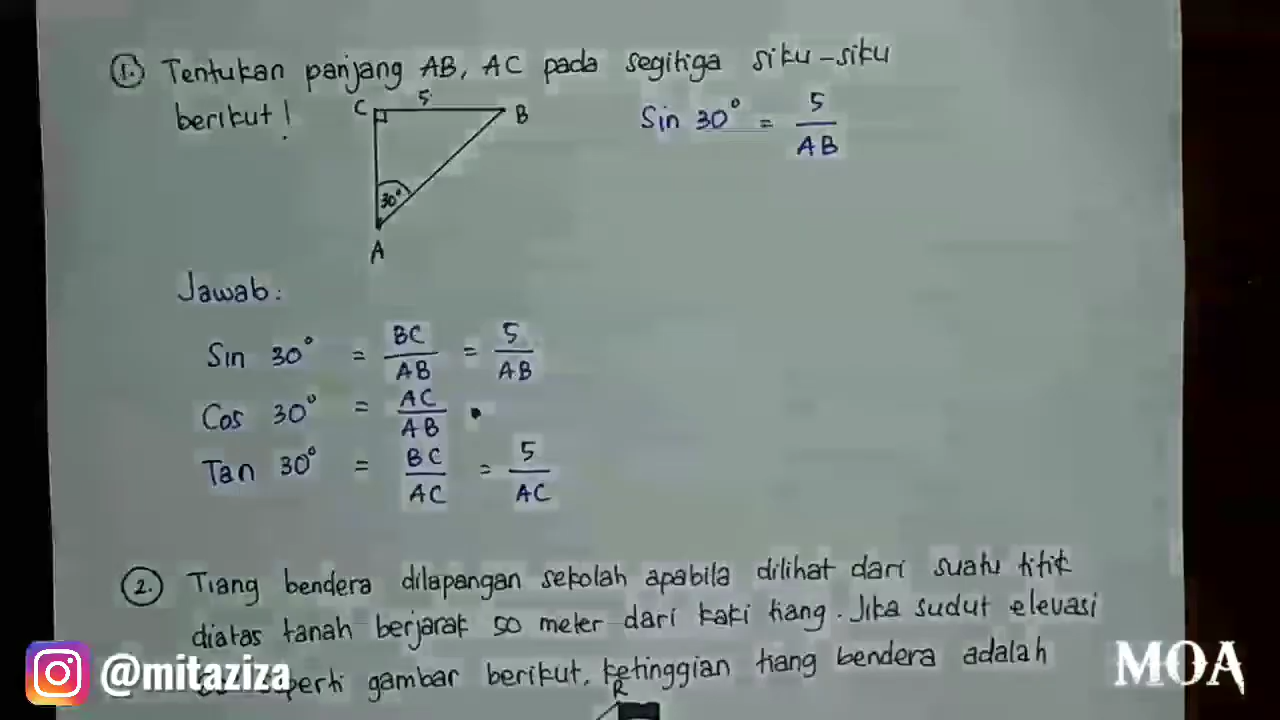 1. Tentukan panjang AB, AC pada segitiga siku-siku
berikut!
C 5 B
30°
A
Sin 30° = 5/AB
Jawab:
Sin 30° = BC/AB = 5/AB
Cos 30° = AC/AB
Tan 30° = BC/AC = 5/AC
2. Tiang bendera dilapangan sekolah apabila dilihat dari suatu titik
diatas tanah berjarak 50 meter dari kaki tiang. Jika sudut elevasi
seperti gambar berikut, ketinggian tiang bendera adalah
R
@mitaziza
MOA